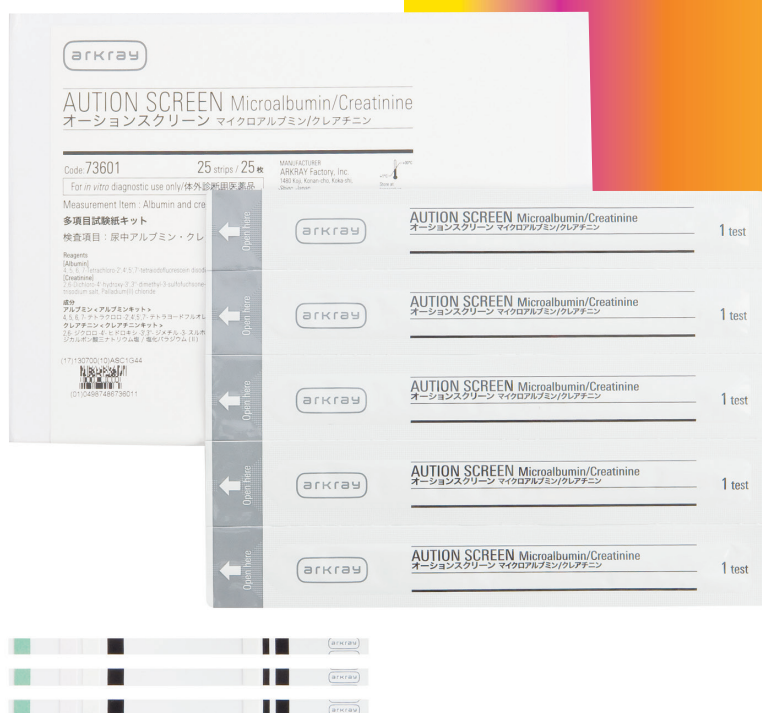 arkray
AUTION SCREEN Microalbumin/Creatinine
オーションスクリーン マイクロアルブミン/クレアチニン
Code:73601
25 strips / 25枚
MANUFACTURER
ARKRAY Factory, Inc.
1480 Koji, Konan-cho, Koka-shi,
Shiga, Japan
For in vitro diagnostic use only/体外診断用医薬品
Measurement Item : Albumin and cre
多項目試験紙キット
検査項目：尿中アルブミン・クレ
Reagents
[Albumin]
[Creatinine]
成分
アルブミン＜アルブミンキット＞
クレアチニン＜クレアチニンキット＞
(17)130700(10)ASC1G44
(01)04987486736011
Open here
arkray
AUTION SCREEN Microalbumin/Creatinine
オーションスクリーン マイクロアルブミン/クレアチニン
1 test
Open here
arkray
AUTION SCREEN Microalbumin/Creatinine
オーションスクリーン マイクロアルブミン/クレアチニン
1 test
Open here
arkray
AUTION SCREEN Microalbumin/Creatinine
オーションスクリーン マイクロアルブミン/クレアチニン
1 test
Open here
arkray
AUTION SCREEN Microalbumin/Creatinine
オーションスクリーン マイクロアルブミン/クレアチニン
1 test
Open here
arkray
AUTION SCREEN Microalbumin/Creatinine
オーションスクリーン マイクロアルブミン/クレアチニン
1 test
arkray
arkray
arkray